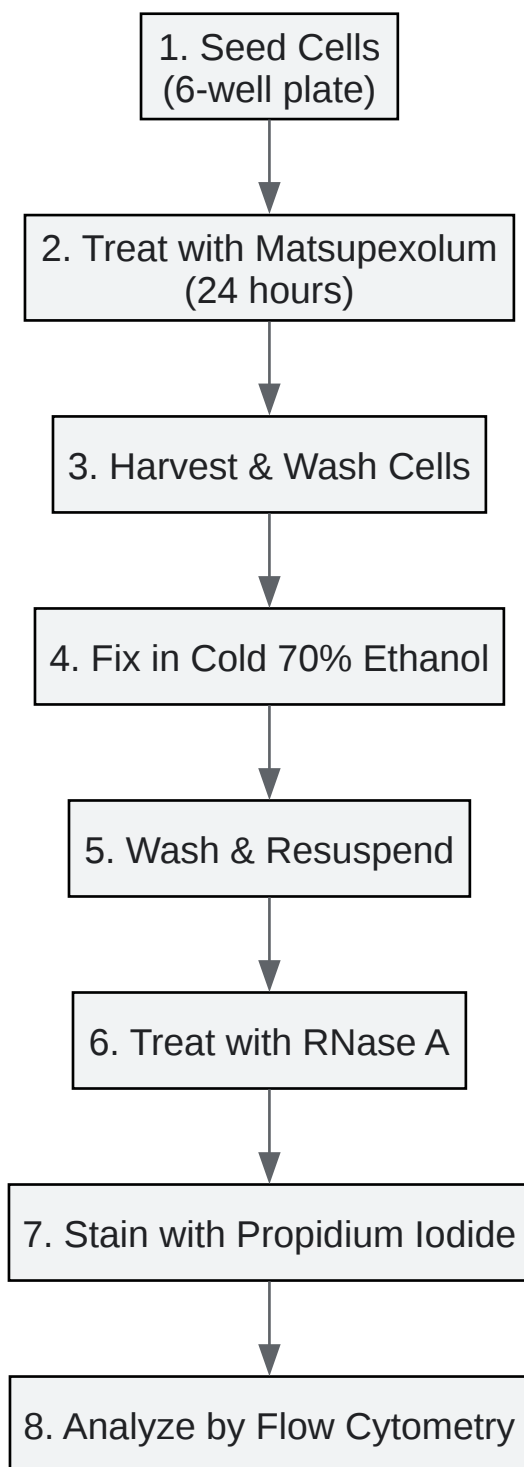 1. Seed Cells
(6-well plate)
2. Treat with Matsupexolum
(24 hours)
3. Harvest & Wash Cells
4. Fix in Cold 70% Ethanol
5. Wash & Resuspend
6. Treat with RNase A
7. Stain with Propidium Iodide
8. Analyze by Flow Cytometry